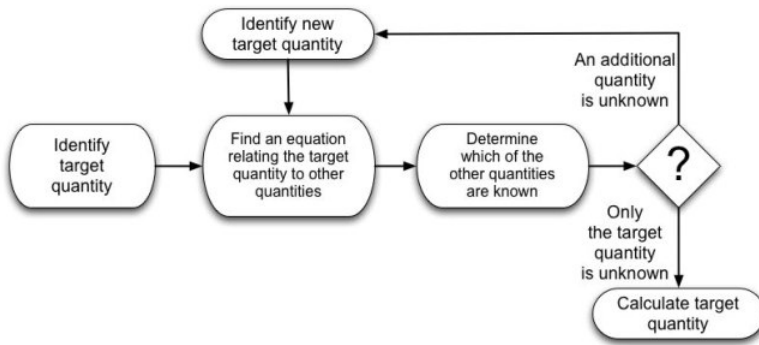 Identify new
target quantity
An additional
quantity
is unknown
Identify
target
quantity
Find an equation
relating the target
quantity to other
quantities
Determine
which of the
other quantities
are known
?
Only
the target
quantity
is unknown
Calculate target
quantity